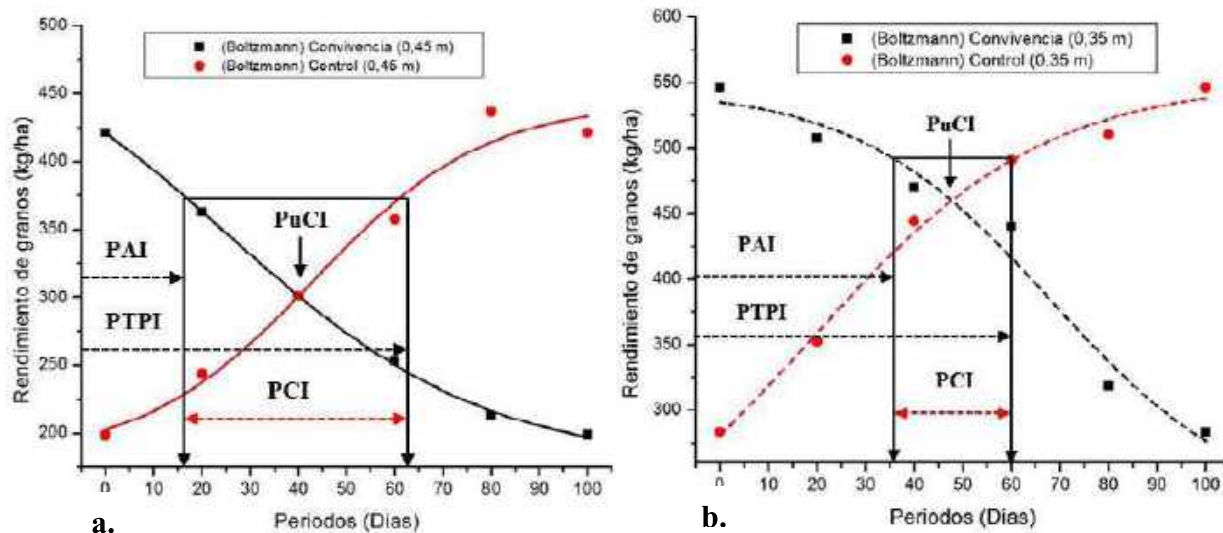 500
450
400
350
300
250
200
Rendimiento de granos (kg/ha)
(Boltzmann) Convivencia (0,45 m)
(Boltzmann) Control (0,46 m)
PuCI
PAI
PTPI
PCI
0 10 20 30 40 50 60 70 80 90 100
Periodos (Dias)
a.
600
550
500
450
400
350
300
Rendimiento de granos (kg/ha)
(Boltzmann) Convivencia (0,35 m)
(Boltzmann) Control (0.35 m)
PuCI
PAI
PTPI
PCI
0 10 20 30 40 50 60 70 80 90 100
Periodos (Dias)
b.